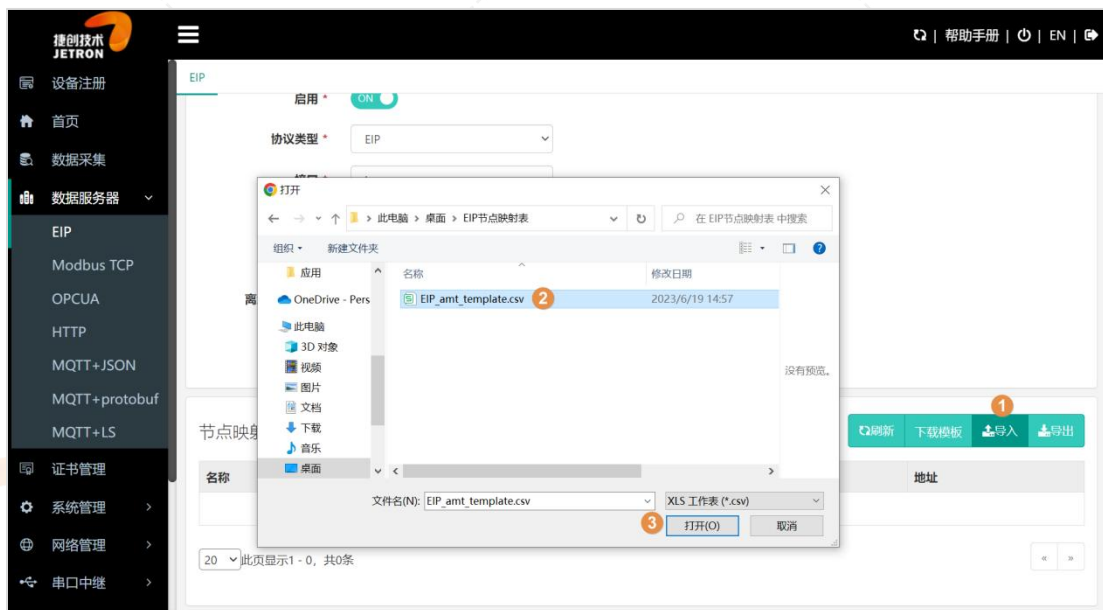 捷创技术
JETRON
帮助手册 | | EN |
设备注册
首页
数据采集
数据服务器
EIP
Modbus TCP
OPCUA
HTTP
MQTT+JSON
MQTT+protobuf
MQTT+LS
证书管理
系统管理
网络管理
串口中继
EIP
启用 * ON
协议类型 * EIP
打开
此电脑 > 桌面 > EIP节点映射表
在 EIP节点映射表 中搜索
组织 新建文件夹
名称 修改日期
应用
OneDrive - Pers
此电脑
3D 对象
视频
图片
文档
下载
音乐
桌面
EIP_amt_template.csv 2 2023/6/19 14:57
没有预览。
文件名(N): EIP_amt_template.csv XLS 工作表 (*.csv)
3 打开(O) 取消
离
1
节点映射
刷新 下载模板 导入 导出
名称 地址
20 此页显示1 - 0，共0条
« »